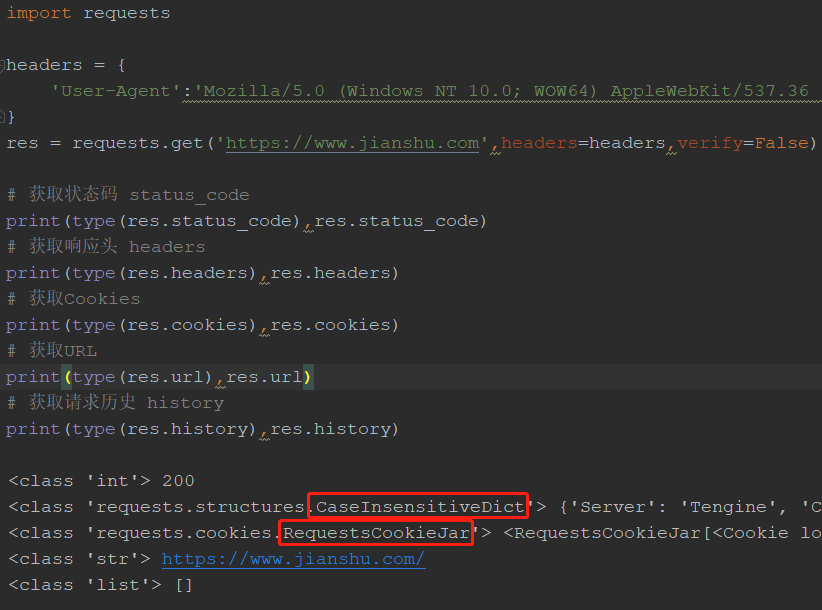 import requests
headers = {
    'User-Agent':'Mozilla/5.0 (Windows NT 10.0; WOW64) AppleWebKit/537.36
}
res = requests.get('https://www.jianshu.com',headers=headers,verify=False)
# 获取状态码 status_code
print(type(res.status_code),res.status_code)
# 获取响应头 headers
print(type(res.headers),res.headers)
# 获取Cookies
print(type(res.cookies),res.cookies)
# 获取URL
print(type(res.url),res.url)
# 获取请求历史 history
print(type(res.history),res.history)
<class 'int'> 200
<class 'requests.structures.CaseInsensitiveDict'> {'Server': 'Tengine', 'C
<class 'requests.cookies.RequestsCookieJar'> <RequestsCookieJar[<Cookie lo
<class 'str'> https://www.jianshu.com/
<class 'list'> []